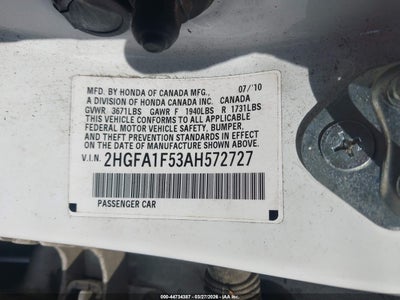 MFD. BY HONDA OF CANADA MFG., 07/'10
A DIVISION OF HONDA CANADA INC. CANADA
GVWR 3671LBS GAWR F 1940LBS R 1731LBS
THIS VEHICLE CONFORMS TO ALL APPLICABLE
FEDERAL MOTOR VEHICLE SAFETY, BUMPER,
AND THEFT PREVENTION STANDARDS IN EFFECT
ON THE DATE OF MANUFACTURE SHOWN ABOVE.
V.I.N. 2HGFA1F53AH572727
PASSENGER CAR
000-44734387 - 03/27/2026 - IAA Inc.